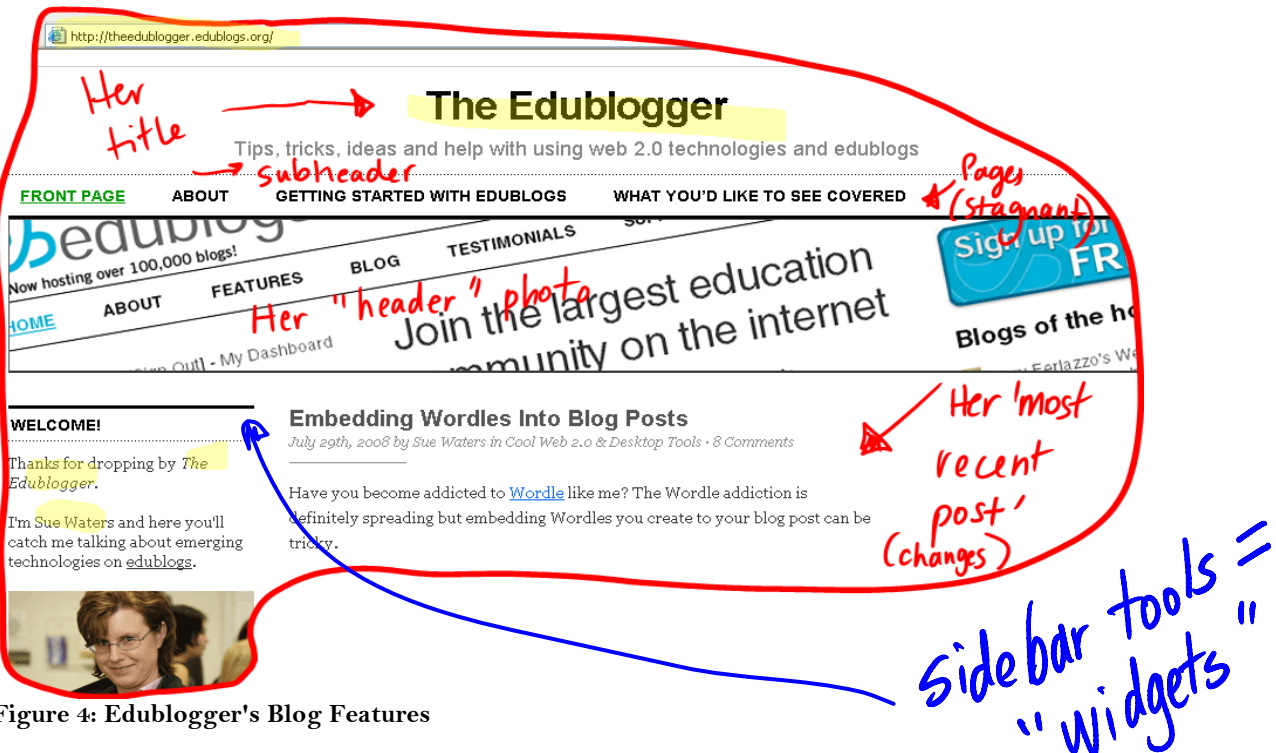 http://theedublogger.edublogs.org/
Her
title
The Edublogger
Tips, tricks, ideas and help with using web 2.0 technologies and edublogs
subheader
Pages
(stagnant)
FRONT PAGE ABOUT GETTING STARTED WITH EDUBLOGS WHAT YOU'D LIKE TO SEE COVERED
edublog
Now hosting over 100,000 blogs!
HOME ABOUT FEATURES BLOG TESTIMONIALS
Sign up for
FR
Her "header" photo
Out] - My Dashboard
Join the largest education
mmunity on the internet
Blogs of the ho
Her 'most
recent
post'
(changes)
WELCOME!
Thanks for dropping by The
Edublogger.
I'm Sue Waters and here you'll
catch me talking about emerging
technologies on edublogs.
Embedding Wordles Into Blog Posts
July 29th, 2008 by Sue Waters in Cool Web 2.0 & Desktop Tools · 8 Comments
Have you become addicted to Wordle like me? The Wordle addiction is
definitely spreading but embedding Wordles you create to your blog post can be
tricky.
sidebar tools =
"widgets"
Figure 4: Edublogger's Blog Features